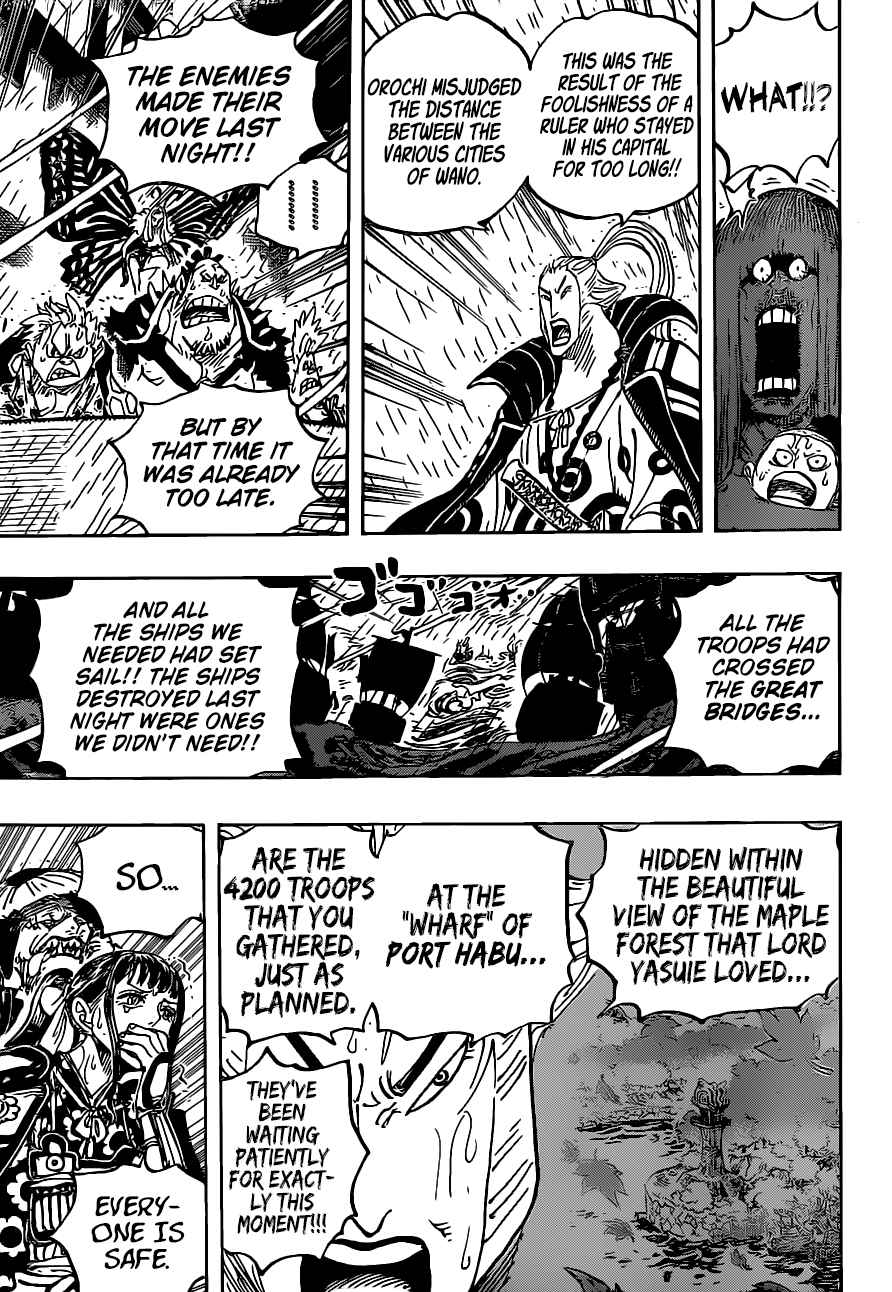 WHAT!!?
THIS WAS THE
RESULT OF THE
FOOLISHNESS OF A
RULER WHO STAYED
IN HIS CAPITAL
FOR TOO LONG!!
OROCHI MISJUDGED
THE DISTANCE
BETWEEN THE
VARIOUS CITIES
OF WANO.
THE ENEMIES
MADE THEIR
MOVE LAST
NIGHT!!
BUT BY
THAT TIME IT
WAS ALREADY
TOO LATE.
ALL THE
TROOPS HAD
CROSSED
THE GREAT
BRIDGES...
ゴゴゴ...
AND ALL
THE SHIPS WE
NEEDED HAD SET
SAIL!! THE SHIPS
DESTROYED LAST
NIGHT WERE ONES
WE DIDN'T NEED!!
HIDDEN WITHIN
THE BEAUTIFUL
VIEW OF THE MAPLE
FOREST THAT LORD
YASUIE LOVED...
AT THE
"WHARF" OF
PORT HABU...
ARE THE
4200 TROOPS
THAT YOU
GATHERED,
JUST AS
PLANNED.
THEY'VE
BEEN
WAITING
PATIENTLY
FOR EXACT-
LY THIS
MOMENT!!!
SO...
EVERY-
ONE IS
SAFE.